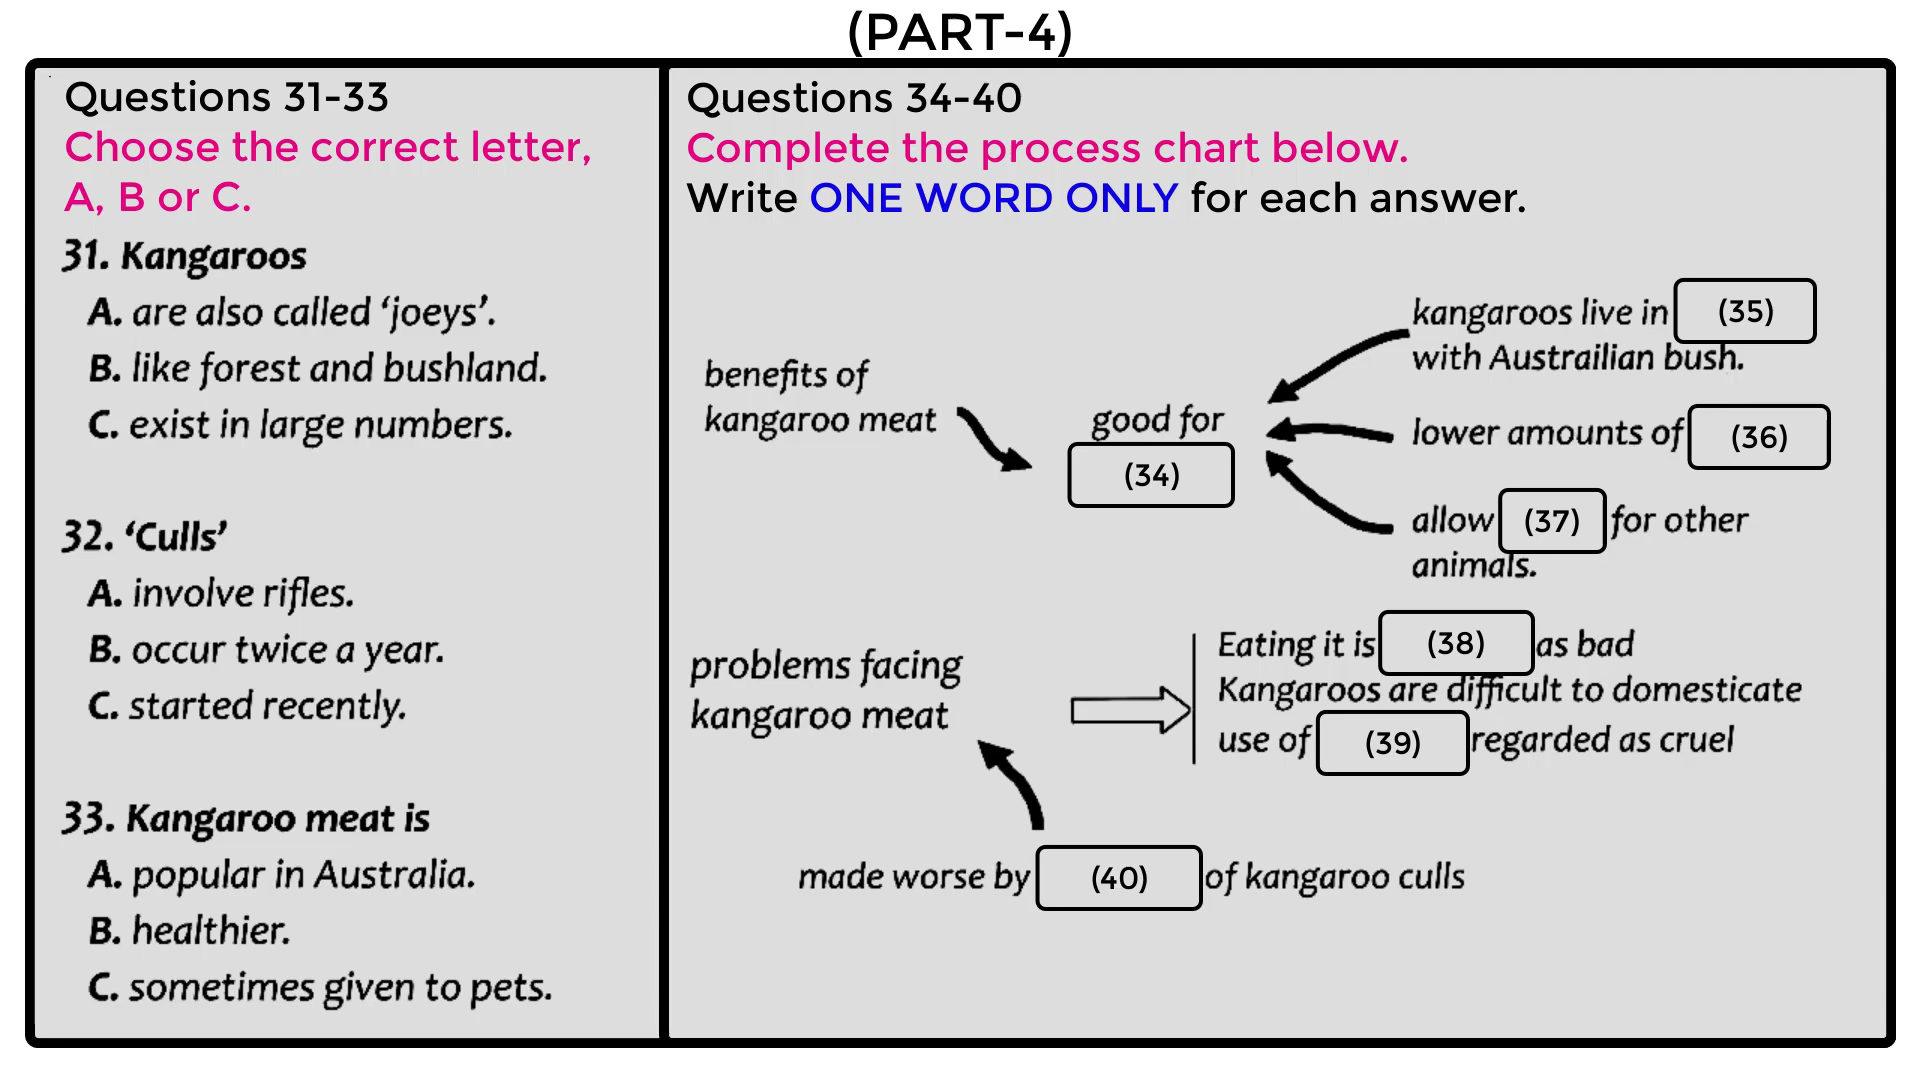 (PART-4)
Questions 31-33
Choose the correct letter,
A, B or C.
31. Kangaroos
A. are also called ‘joeys’.
B. like forest and bushland.
C. exist in large numbers.
32. ‘Culls’
A. involve rifles.
B. occur twice a year.
C. started recently.
33. Kangaroo meat is
A. popular in Australia.
B. healthier.
C. sometimes given to pets.
Questions 34-40
Complete the process chart below.
Write ONE WORD ONLY for each answer.
benefits of
kangaroo meat
good for
(34)
kangaroos live in (35)
with Austrailian bush.
lower amounts of (36)
allow (37) for other
animals.
problems facing
kangaroo meat
Eating it is (38) as bad
Kangaroos are difficult to domesticate
use of (39) regarded as cruel
made worse by (40) of kangaroo culls